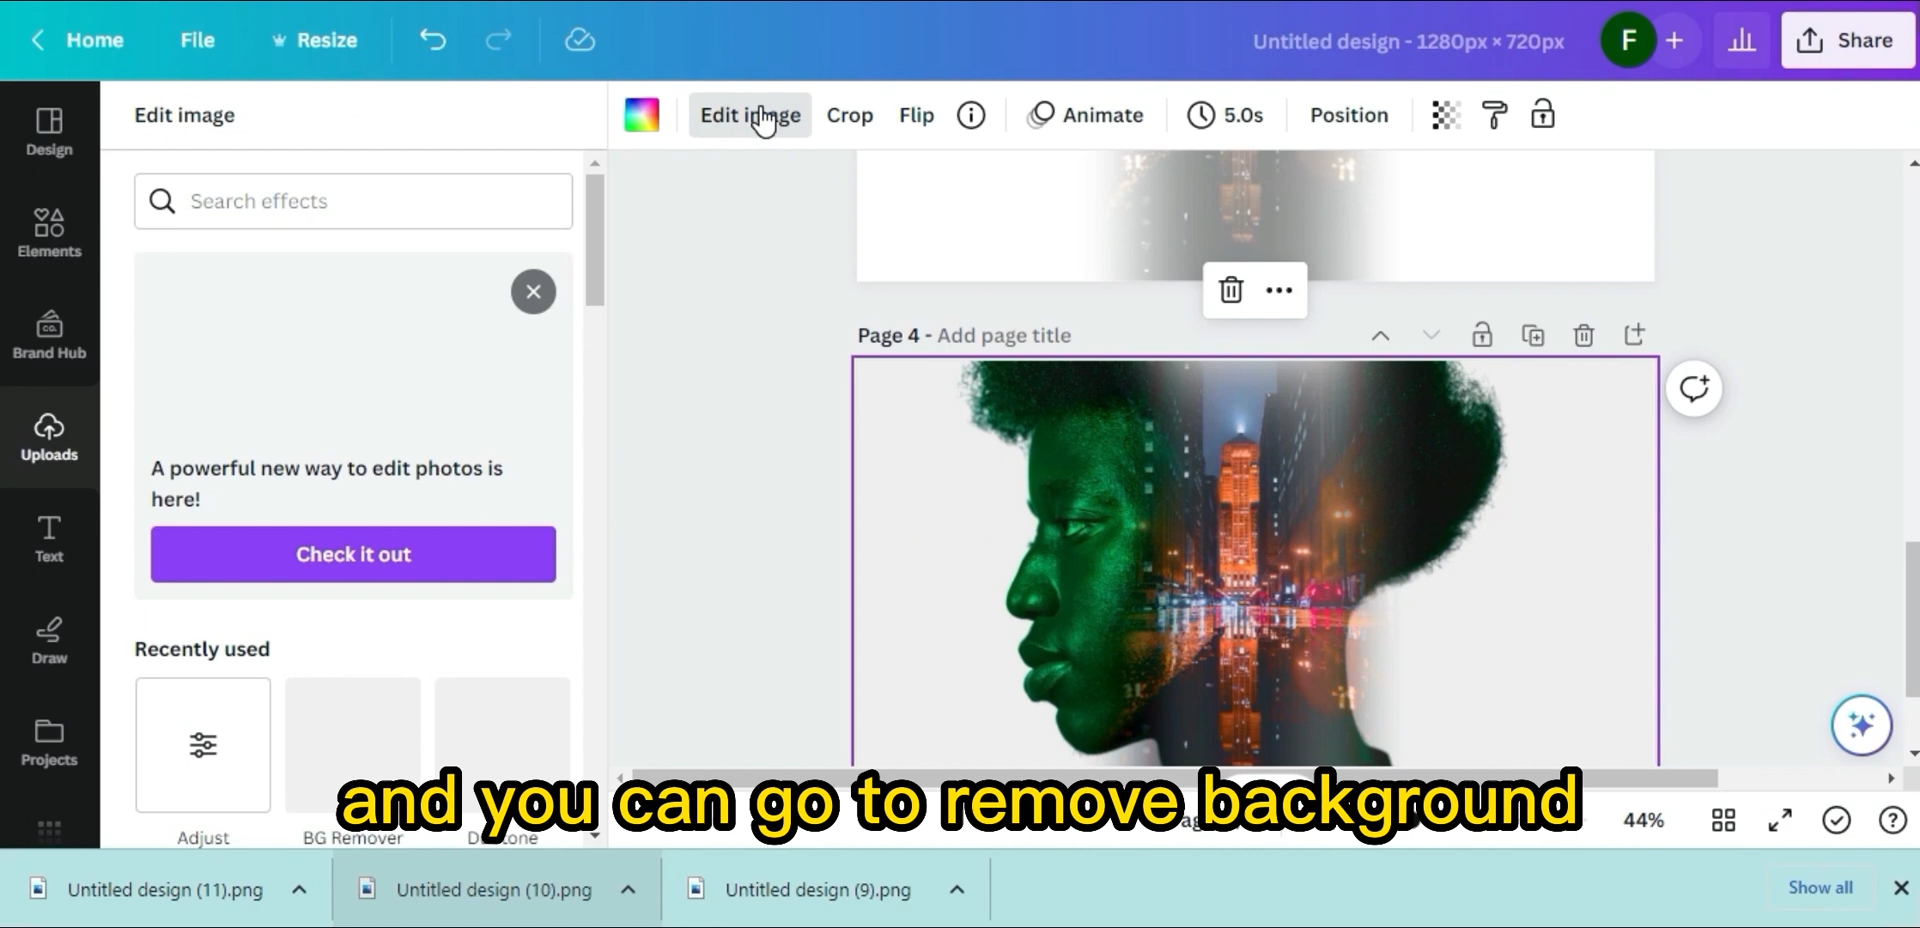 Home
File
Resize
Untitled design - 1280px × 720px
F
Share
Design
Elements
CO.
Brand Hub
Uploads
Text
Draw
Projects
Edit image
Search effects
A powerful new way to edit photos is
here!
Check it out
Recently used
Adjust
BG Remover
Edit image
Crop
Flip
Animate
5.0s
Position
Page 4 - Add page title
44%
and you can go to remove background
Untitled design (11).png
Untitled design (10).png
Untitled design (9).png
Show all